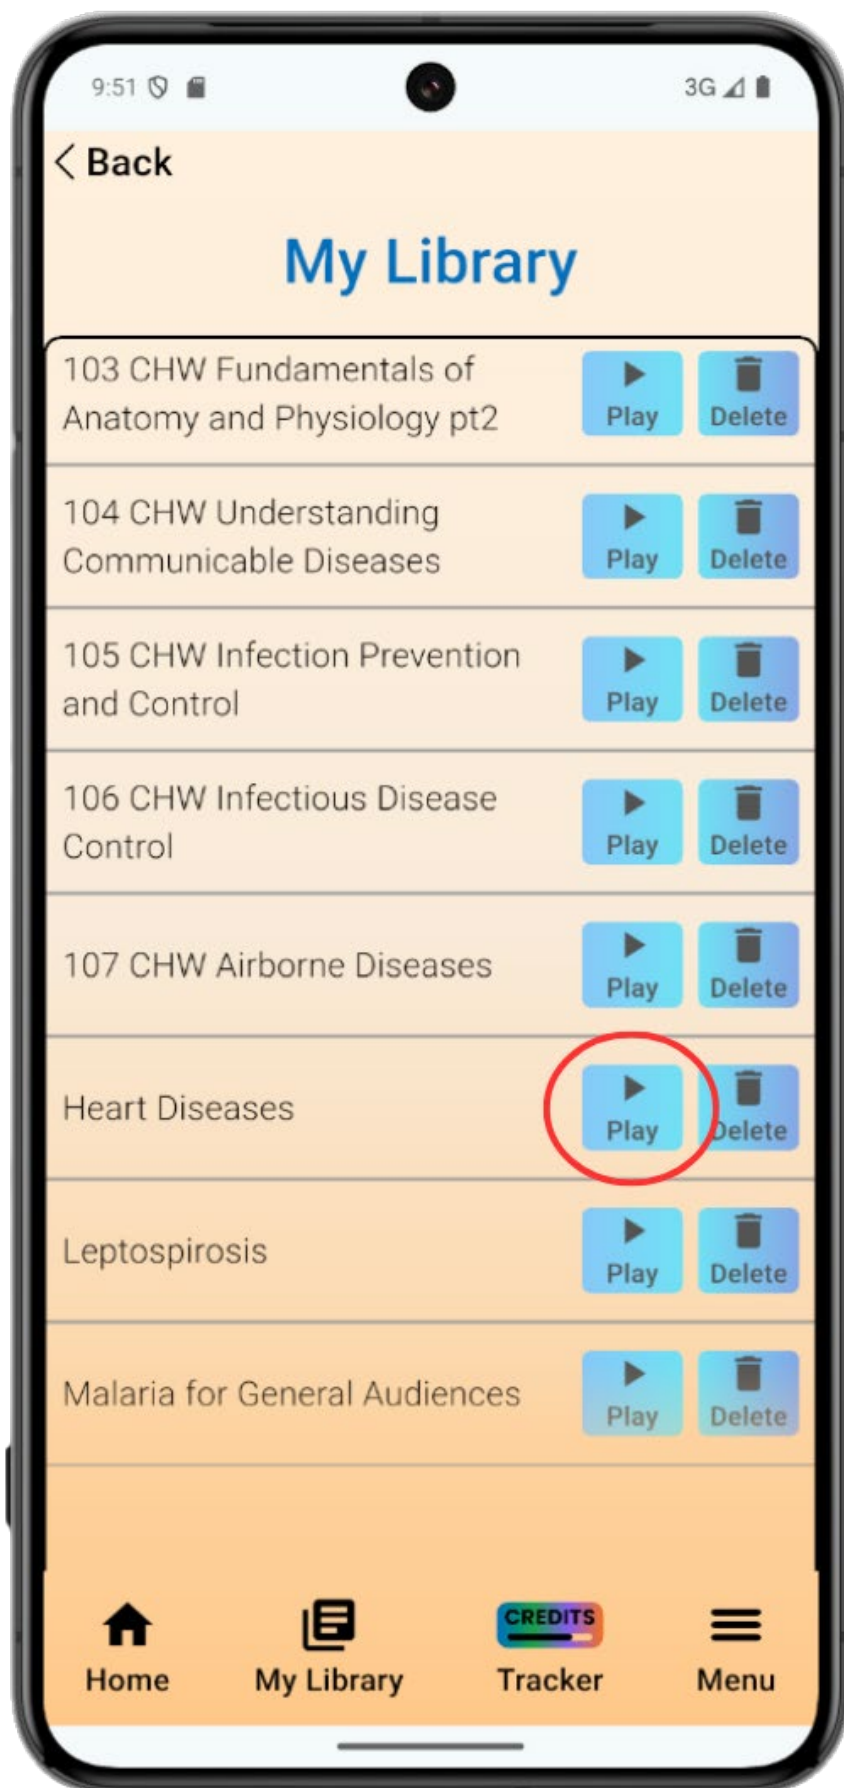 9:51
3G
Back
My Library
103 CHW Fundamentals of
Anatomy and Physiology pt2
Play
Delete
104 CHW Understanding
Communicable Diseases
Play
Delete
105 CHW Infection Prevention
and Control
Play
Delete
106 CHW Infectious Disease
Control
Play
Delete
107 CHW Airborne Diseases
Play
Delete
Heart Diseases
Play
Delete
Leptospirosis
Play
Delete
Malaria for General Audiences
Play
Delete
CREDITS
Home
My Library
Tracker
Menu